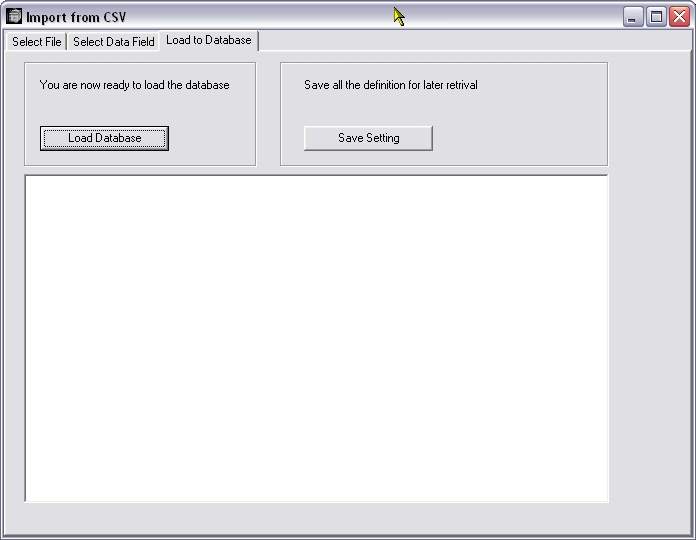 Import from CSV
Select File
Select Data Field
Load to Database
You are now ready to load the database
Save all the definition for later retrival
Load Database
Save Setting